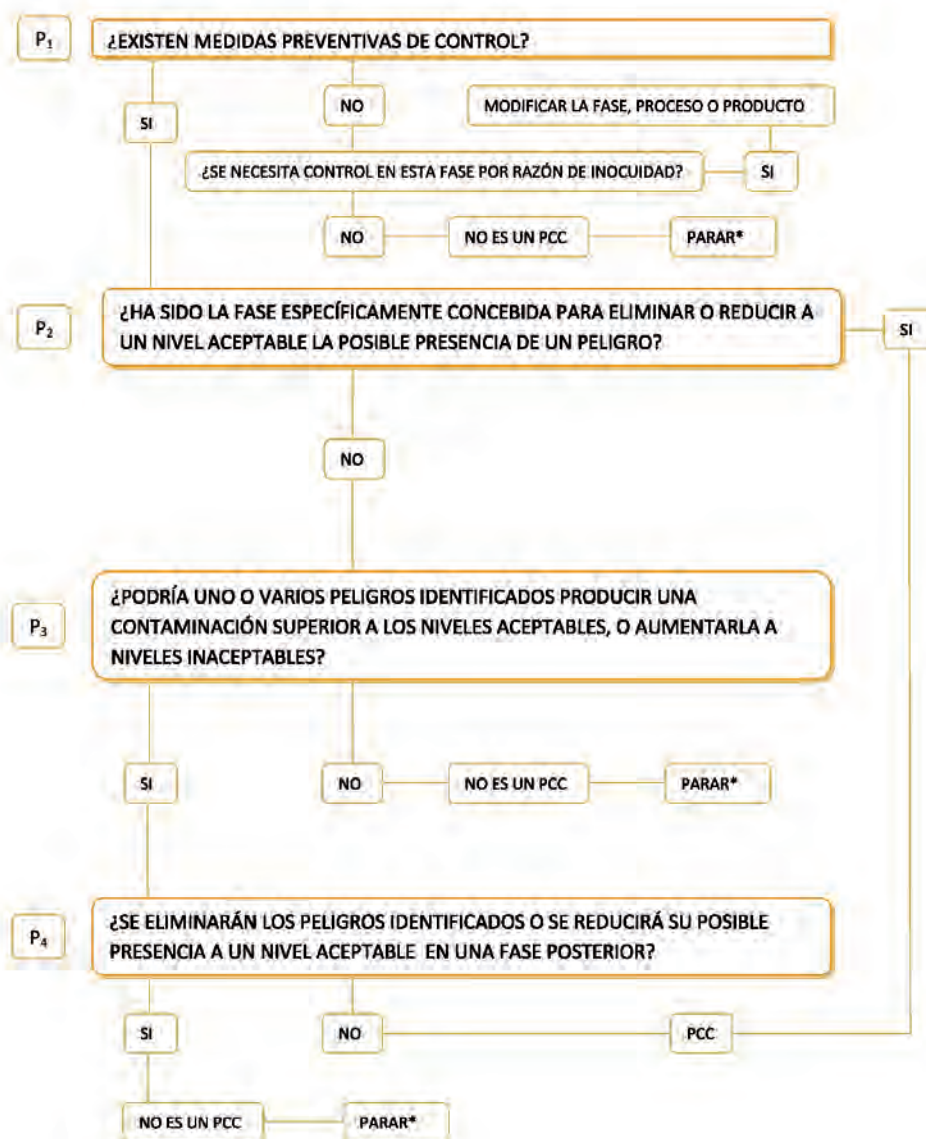 P₁
¿EXISTEN MEDIDAS PREVENTIVAS DE CONTROL?
SI
NO
MODIFICAR LA FASE, PROCESO O PRODUCTO
¿SE NECESITA CONTROL EN ESTA FASE POR RAZÓN DE INOCUIDAD?
SI
NO
NO ES UN PCC
PARAR*
P₂
¿HA SIDO LA FASE ESPECÍFICAMENTE CONCEBIDA PARA ELIMINAR O REDUCIR A
UN NIVEL ACEPTABLE LA POSIBLE PRESENCIA DE UN PELIGRO?
SI
NO
P₃
¿PODRÍA UNO O VARIOS PELIGROS IDENTIFICADOS PRODUCIR UNA
CONTAMINACIÓN SUPERIOR A LOS NIVELES ACEPTABLES, O AUMENTARLA A
NIVELES INACEPTABLES?
SI
NO
NO ES UN PCC
PARAR*
P₄
¿SE ELIMINARÁN LOS PELIGROS IDENTIFICADOS O SE REDUCIRÁ SU POSIBLE
PRESENCIA A UN NIVEL ACEPTABLE EN UNA FASE POSTERIOR?
SI
NO
PCC
NO ES UN PCC
PARAR*